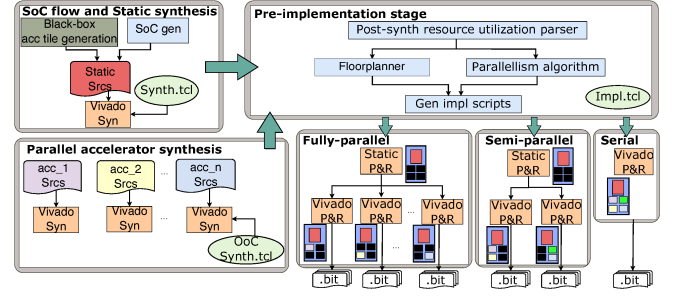 SoC flow and Static synthesis
Black-box
acc tile generation
SoC gen
Static
Srcs
Synth.tcl
Vivado
Syn
Pre-implementation stage
Post-synth resource utilization parser
Floorplanner
Parallellism algorithm
Gen impl scripts
Impl.tcl
Parallel accelerator synthesis
acc_1
Srcs
acc_2
Srcs
...
acc_n
Srcs
Vivado
Syn
Vivado
Syn
...
Vivado
Syn
OoC
Synth.tcl
Fully-parallel
Static
P&R
Vivado
P&R
Vivado
P&R
...
Vivado
P&R
...
.bit
.bit
.bit
Semi-parallel
Static
P&R
Vivado
P&R
Vivado
P&R
.bit
.bit
Serial
Vivado
P&R
.bit